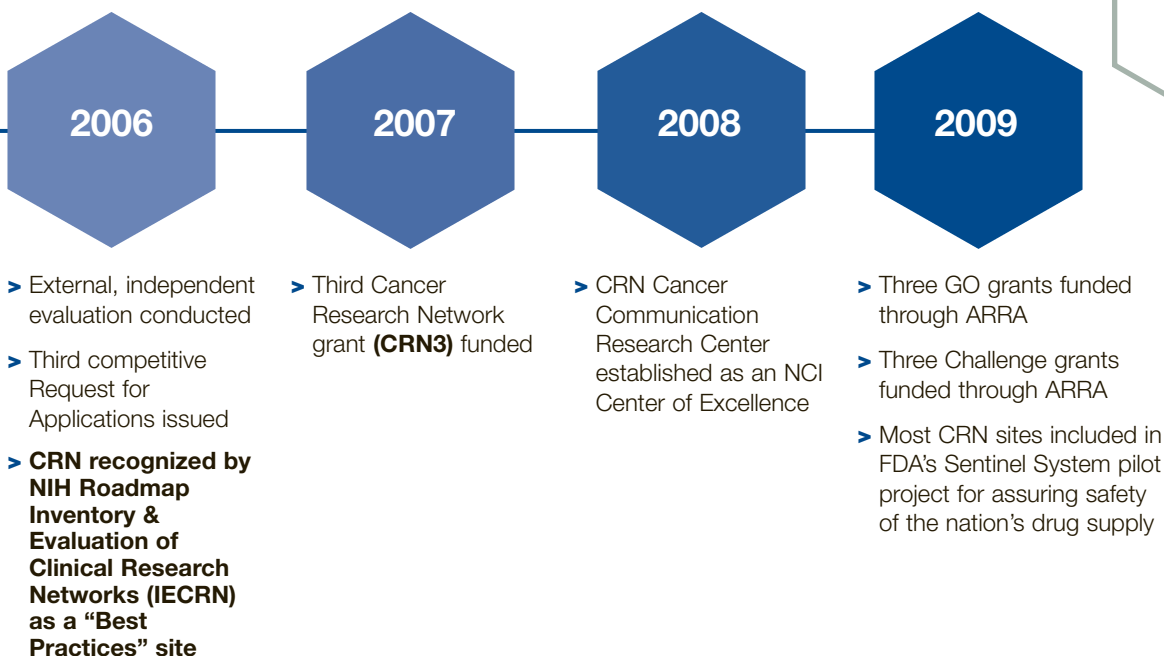 2006
> External, independent
evaluation conducted
> Third competitive
Request for
Applications issued
> CRN recognized by
NIH Roadmap
Inventory &
Evaluation of
Clinical Research
Networks (IECRN)
as a “Best
Practices” site
2007
> Third Cancer
Research Network
grant (CRN3) funded
2008
> CRN Cancer
Communication
Research Center
established as an NCI
Center of Excellence
2009
> Three GO grants funded
through ARRA
> Three Challenge grants
funded through ARRA
> Most CRN sites included in
FDA’s Sentinel System pilot
project for assuring safety
of the nation’s drug supply